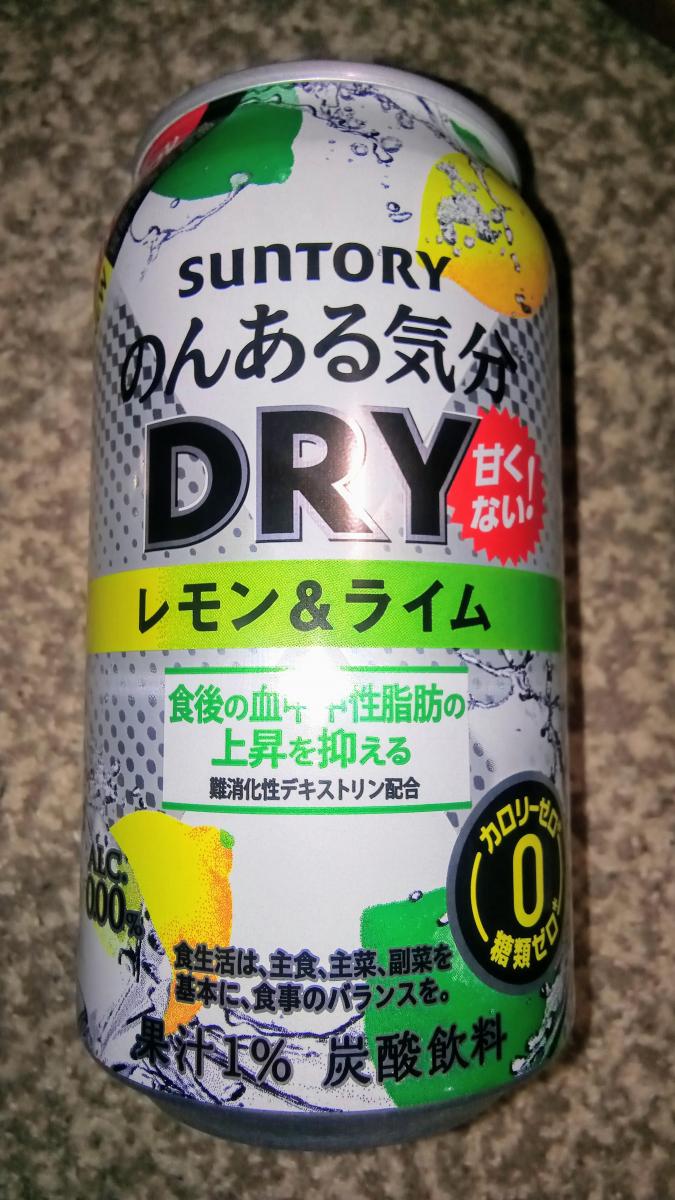 SUNTORY
のんある気分
DRY
甘く
ない!
レモン&ライム
食後の血中中性脂肪の
上昇を抑える
難消化性デキストリン配合
カロリーゼロ※
0
糖類ゼロ※
ALC.
0.00%
食生活は、主食、主菜、副菜を
基本に、食事のバランスを。
果汁1% 炭酸飲料